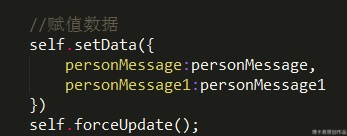 //赋值数据
self.setData({
personMessage:personMessage,
personMessage1:personMessage1
})
self.forceUpdate();